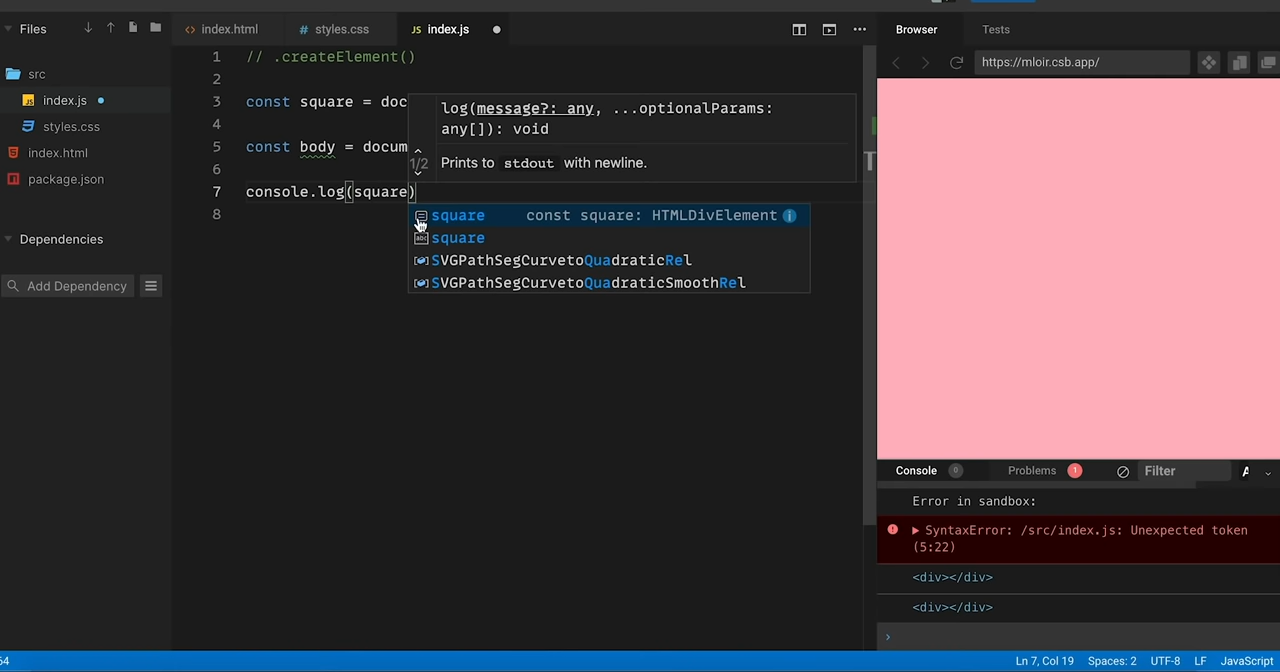 Files
src
index.js
styles.css
index.html
package.json
Dependencies
Add Dependency
<> index.html
# styles.css
JS index.js
1 // .createElement()
2
3 const square = doc
4
5 const body = docum
6
7 console.log(square)
8
log(message?: any, ...optionalParams:
any[]): void
1/2 Prints to stdout with newline.
square const square: HTMLDivElement
abc square
SVGPathSegCurvetoQuadraticRel
SVGPathSegCurvetoQuadraticSmoothRel
Browser Tests
https://mloir.csb.app/
Console 0 Problems 1 Filter
Error in sandbox:
SyntaxError: /src/index.js: Unexpected token
(5:22)
<div></div>
<div></div>
›
64 Ln 7, Col 19 Spaces: 2 UTF-8 LF JavaScript